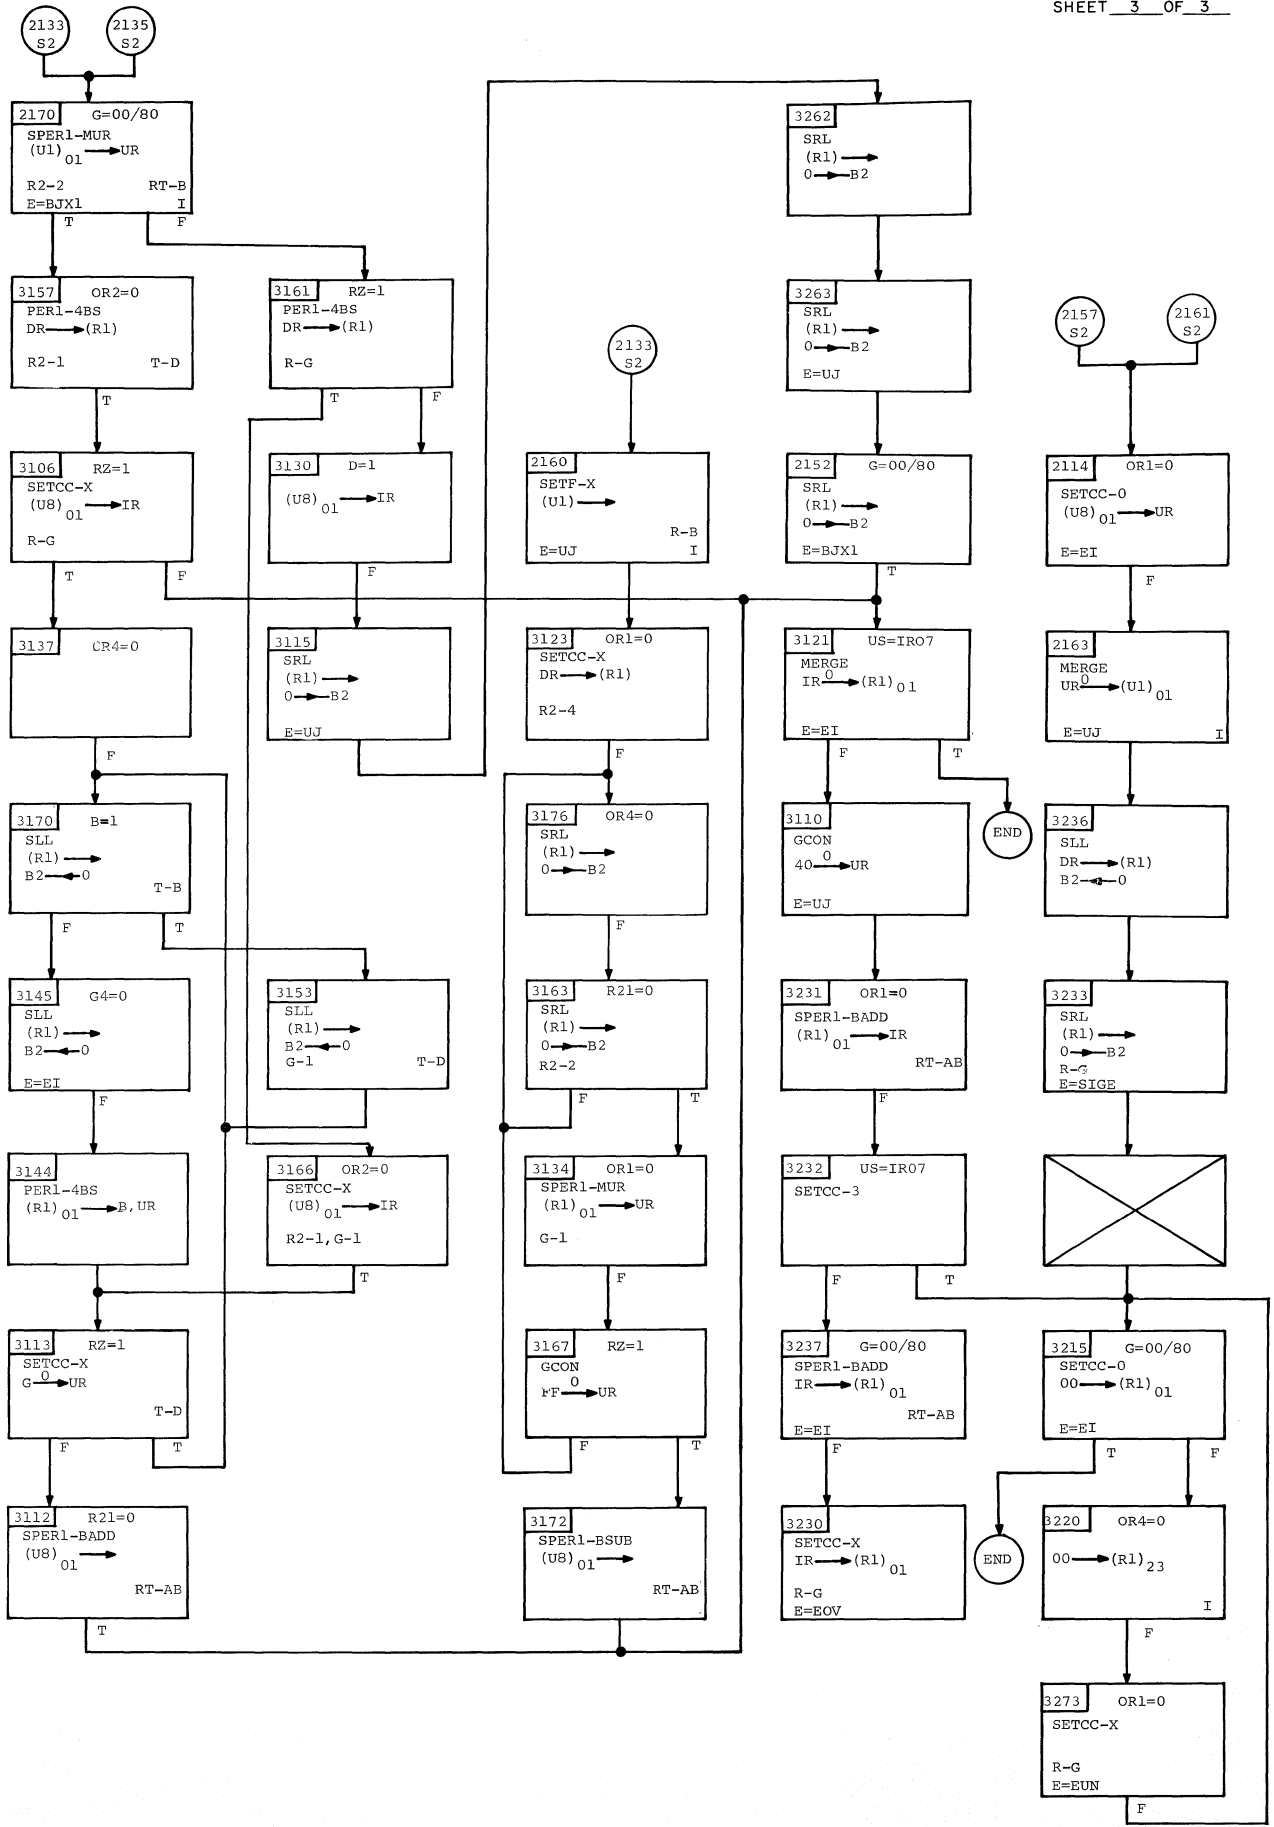 SHEET 3 OF 3
2133
S2
2135
S2
2170 G=00/80
SPER1-MUR
(U1)01 → UR
R2-2 RT-B
E=BJX1 I
T F
3157 OR2=0
PER1-4BS
DR → (R1)
R2-1 T-D
T
3106 RZ=1
SETCC-X
(U8)01 → IR
R-G
T F
3137 OR4=0
F
3170 B=1
SLL
(R1) →
B2 ← 0
T-B
F T
3145 G4=0
SLL
(R1) →
B2 ← 0
E=EI
F
3144
PER1-4BS
(R1)01 → B,UR
3113 RZ=1
SETCC-X
G 0 → UR
T-D
F T
3112 R21=0
SPER1-BADD
(U8)01 →
RT-AB
T
3161 RZ=1
PER1-4BS
DR → (R1)
R-G
T F
3130 D=1
(U8)01 → IR
F
3115
SRL
(R1) →
0 → B2
E=UJ
3153
SLL
(R1) →
B2 ← 0
G-1 T-D
3166 OR2=0
SETCC-X
(U8)01 → IR
R2-1,G-1
T
2133
S2
2160
SETF-X
(U1) →
R-B
E=UJ I
3123 OR1=0
SETCC-X
DR → (R1)
R2-4
F
3176 OR4=0
SRL
(R1) →
0 → B2
F
3163 R21=0
SRL
(R1) →
0 → B2
R2-2
F T
3134 OR1=0
SPER1-MUR
(R1)01 → UR
G-1
F
3167 RZ=1
GCON
FF 0 → UR
F T
3172
SPER1-BSUB
(U8)01 →
RT-AB
3262
SRL
(R1) →
0 → B2
3263
SRL
(R1) →
0 → B2
E=UJ
2152 G=00/80
SRL
(R1) →
0 → B2
E=BJX1
T
3121 US=IR07
MERGE
IR 0 → (R1)01
E=EI
F T
END
3110
GCON
40 0 → UR
E=UJ
3231 OR1=0
SPER1-BADD
(R1)01 → IR
RT-AB
F
3232 US=IR07
SETCC-3
F T
3237 G=00/80
SPER1-BADD
IR → (R1)01
RT-AB
E=EI
F
3230
SETCC-X
IR → (R1)01
R-G
E=EOV
2157
S2
2161
S2
2114 OR1=0
SETCC-0
(U8)01 → UR
E=EI
F
2163
MERGE
UR 0 → (U1)01
E=UJ I
3236
SLL
DR → (R1)
B2 ← 0
3233
SRL
(R1) →
0 → B2
R-G
E=SIGE
3215 G=00/80
SETCC-0
00 → (R1)01
E=EI
T F
END
3220 OR4=0
00 → (R1)23
I
F
3273 OR1=0
SETCC-X
R-G
E=EUN
F